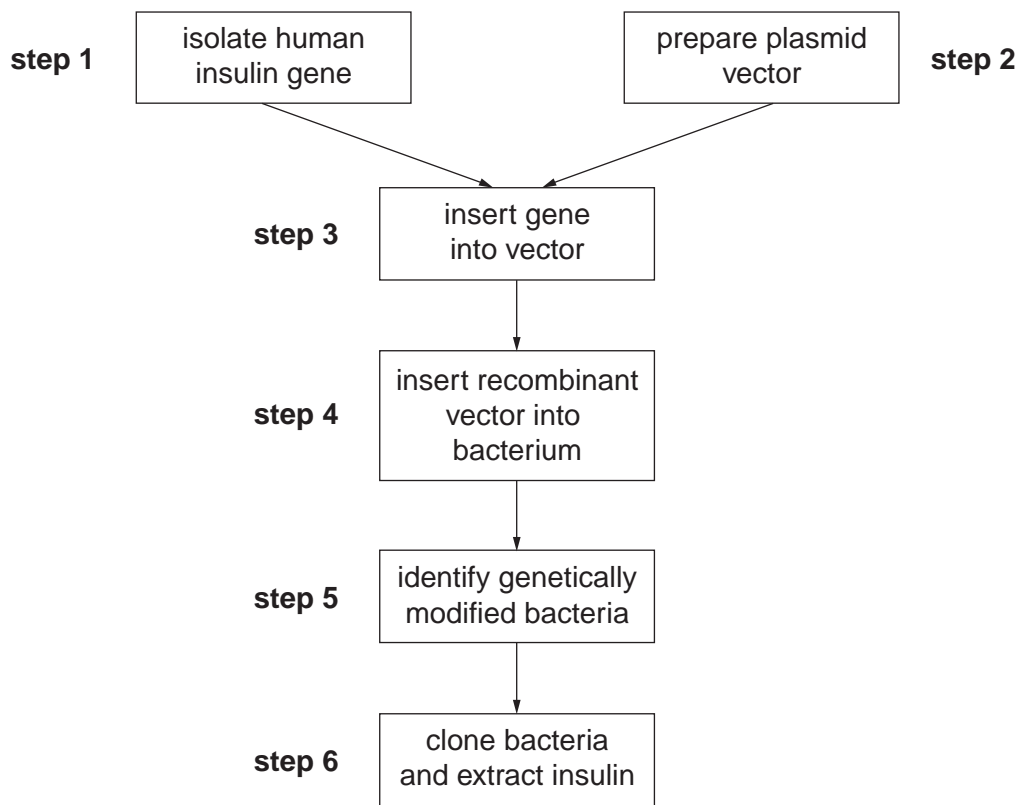 step 1
isolate human
insulin gene
prepare plasmid
vector
step 2
step 3
insert gene
into vector
step 4
insert recombinant
vector into
bacterium
step 5
identify genetically
modified bacteria
step 6
clone bacteria
and extract insulin